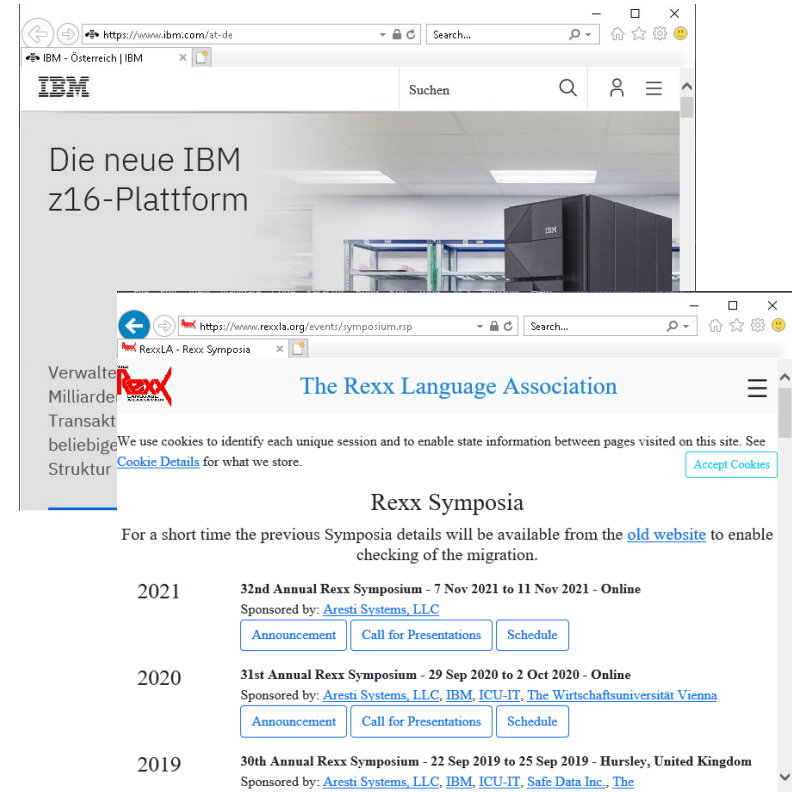 https://www.ibm.com/at-de
Search...
IBM - Österreich | IBM
IBM
Suchen
Die neue IBM
z16-Plattform
IBM
Verwalte
Milliarde
Transakt
beliebige
Struktur
https://www.rexxla.org/events/symposium.rsp
Search...
RexxLA - Rexx Symposia
THE
Rexx
LANGUAGE
ASSOCIATION
The Rexx Language Association
We use cookies to identify each unique session and to enable state information between pages visited on this site. See
Cookie Details for what we store.
Accept Cookies
Rexx Symposia
For a short time the previous Symposia details will be available from the old website to enable
checking of the migration.
2021
32nd Annual Rexx Symposium - 7 Nov 2021 to 11 Nov 2021 - Online
Sponsored by: Aresti Systems, LLC
Announcement
Call for Presentations
Schedule
2020
31st Annual Rexx Symposium - 29 Sep 2020 to 2 Oct 2020 - Online
Sponsored by: Aresti Systems, LLC, IBM, ICU-IT, The Wirtschaftsuniversität Vienna
Announcement
Call for Presentations
Schedule
2019
30th Annual Rexx Symposium - 22 Sep 2019 to 25 Sep 2019 - Hursley, United Kingdom
Sponsored by: Aresti Systems, LLC, IBM, ICU-IT, Safe Data Inc., The